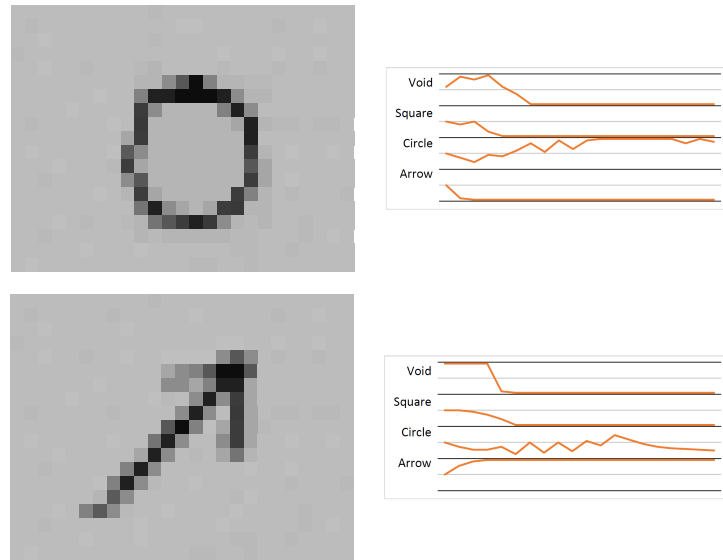 Void
Square
Circle
Arrow
Void
Square
Circle
Arrow